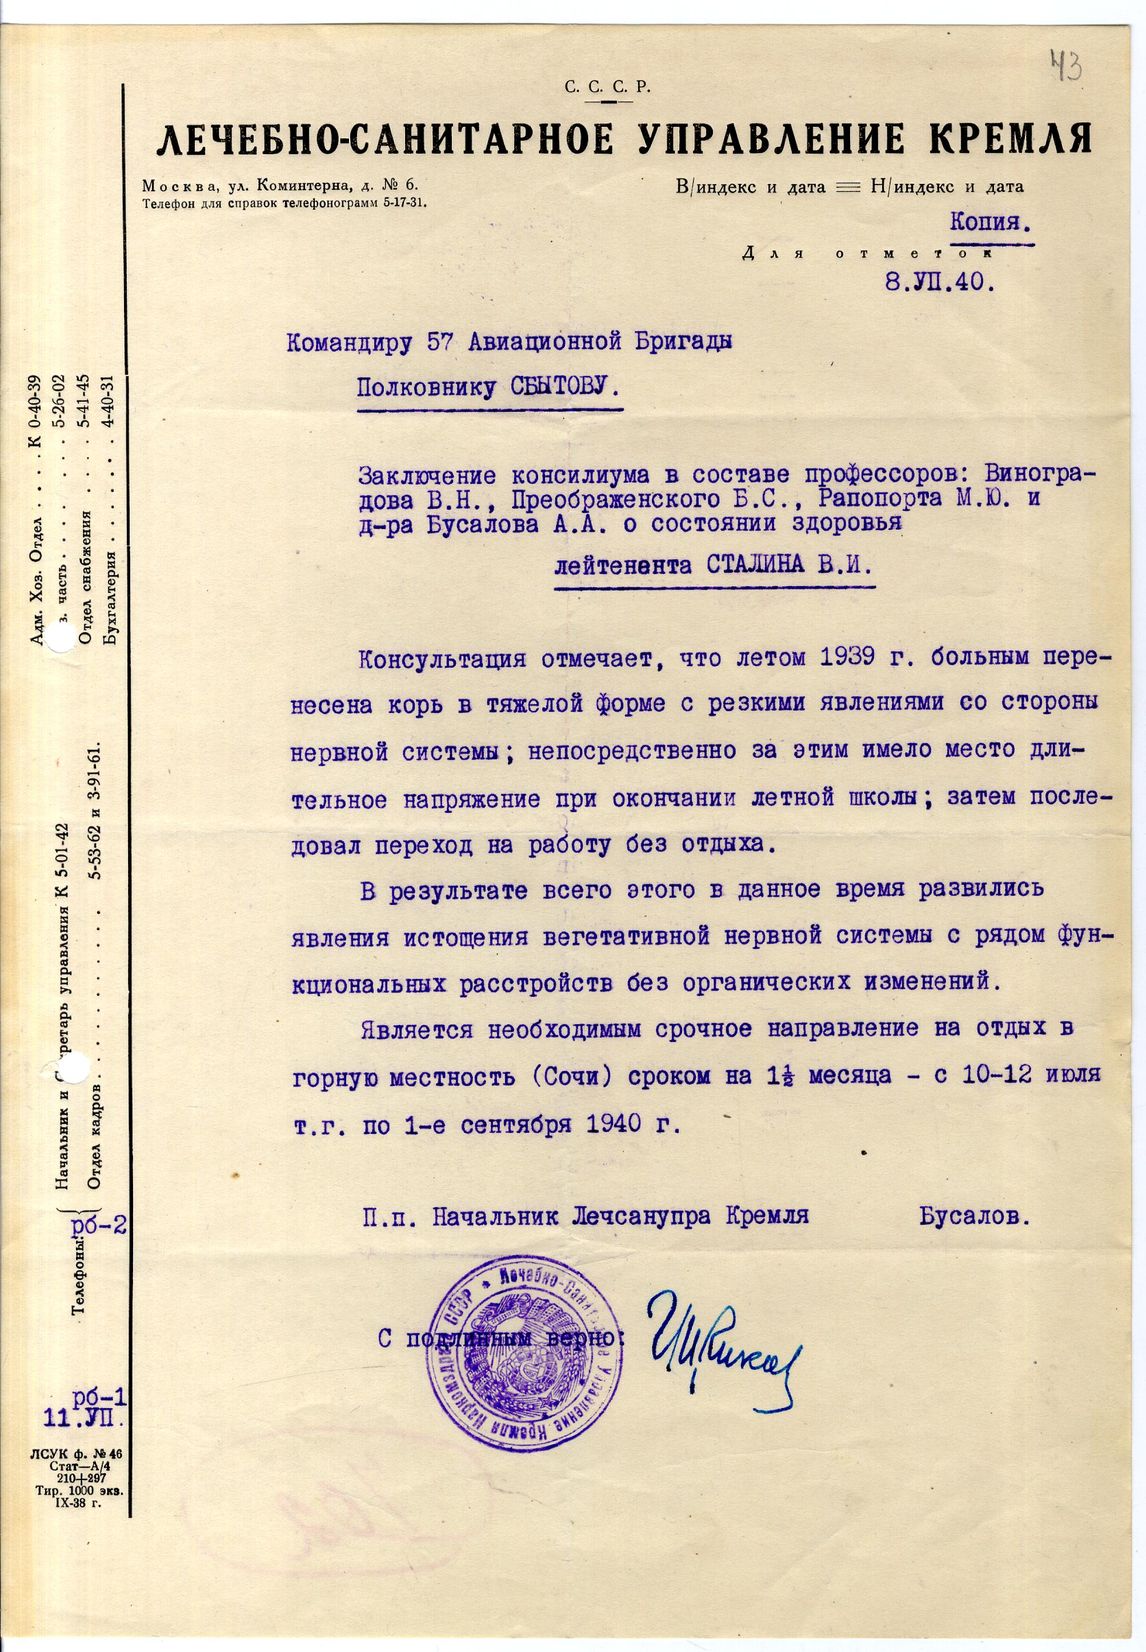 43
С. С. С. Р.
ЛЕЧЕБНО-САНИТАРНОЕ УПРАВЛЕНИЕ КРЕМЛЯ
Москва, ул. Коминтерна, д. № 6.
Телефон для справок телефонограмм 5-17-31.
В/индекс и дата Н/индекс и дата
Копия.
Для отметок
8.УП.40.
Командиру 57 Авиационной Бригады
Полковнику СБЫТОВУ.
Заключение консилиума в составе профессоров: Виногра-
дова В.Н., Преображенского Б.С., Рапопорта М.Ю. и
д-ра Бусалова А.А. о состоянии здоровья
лейтенанта СТАЛИНА В.И.
Консультация отмечает, что летом 1939 г. больным пере-
несена корь в тяжелой форме с резкими явлениями со стороны
нервной системы; непосредственно за этим имело место дли-
тельное напряжение при окончании летной школы; затем после-
довал переход на работу без отдыха.
В результате всего этого в данное время развились
явления истощения вегетативной нервной системы с рядом фун-
кциональных расстройств без органических изменений.
Является необходимым срочное направление на отдых в
горную местность (Сочи) сроком на 1½ месяца - с 10-12 июля
т.г. по 1-е сентября 1940 г.
П.п. Начальник Лечсанупра Кремля Бусалов.
С подлинным верно:
Лечебно-Санитарное Управление Кремля Наркомздрава СССР
Адм. Хоз. Отдел . . . . К 0-40-39
з. часть . . . . . . . 5-26-02
Отдел снабжения . . . 5-41-45
Бухгалтерия . . . . . . . 4-40-31
Телефоны:
Начальник и С кретарь управления К 5-01-42
Отдел кадров . . . . . . . . . . . 5-53-62 и 3-91-61.
рб-2
рб-1
11.УП.
ЛСУК ф. № 46
Стат—А/4
210+297
Тир. 1000 экз.
IX-38 г.